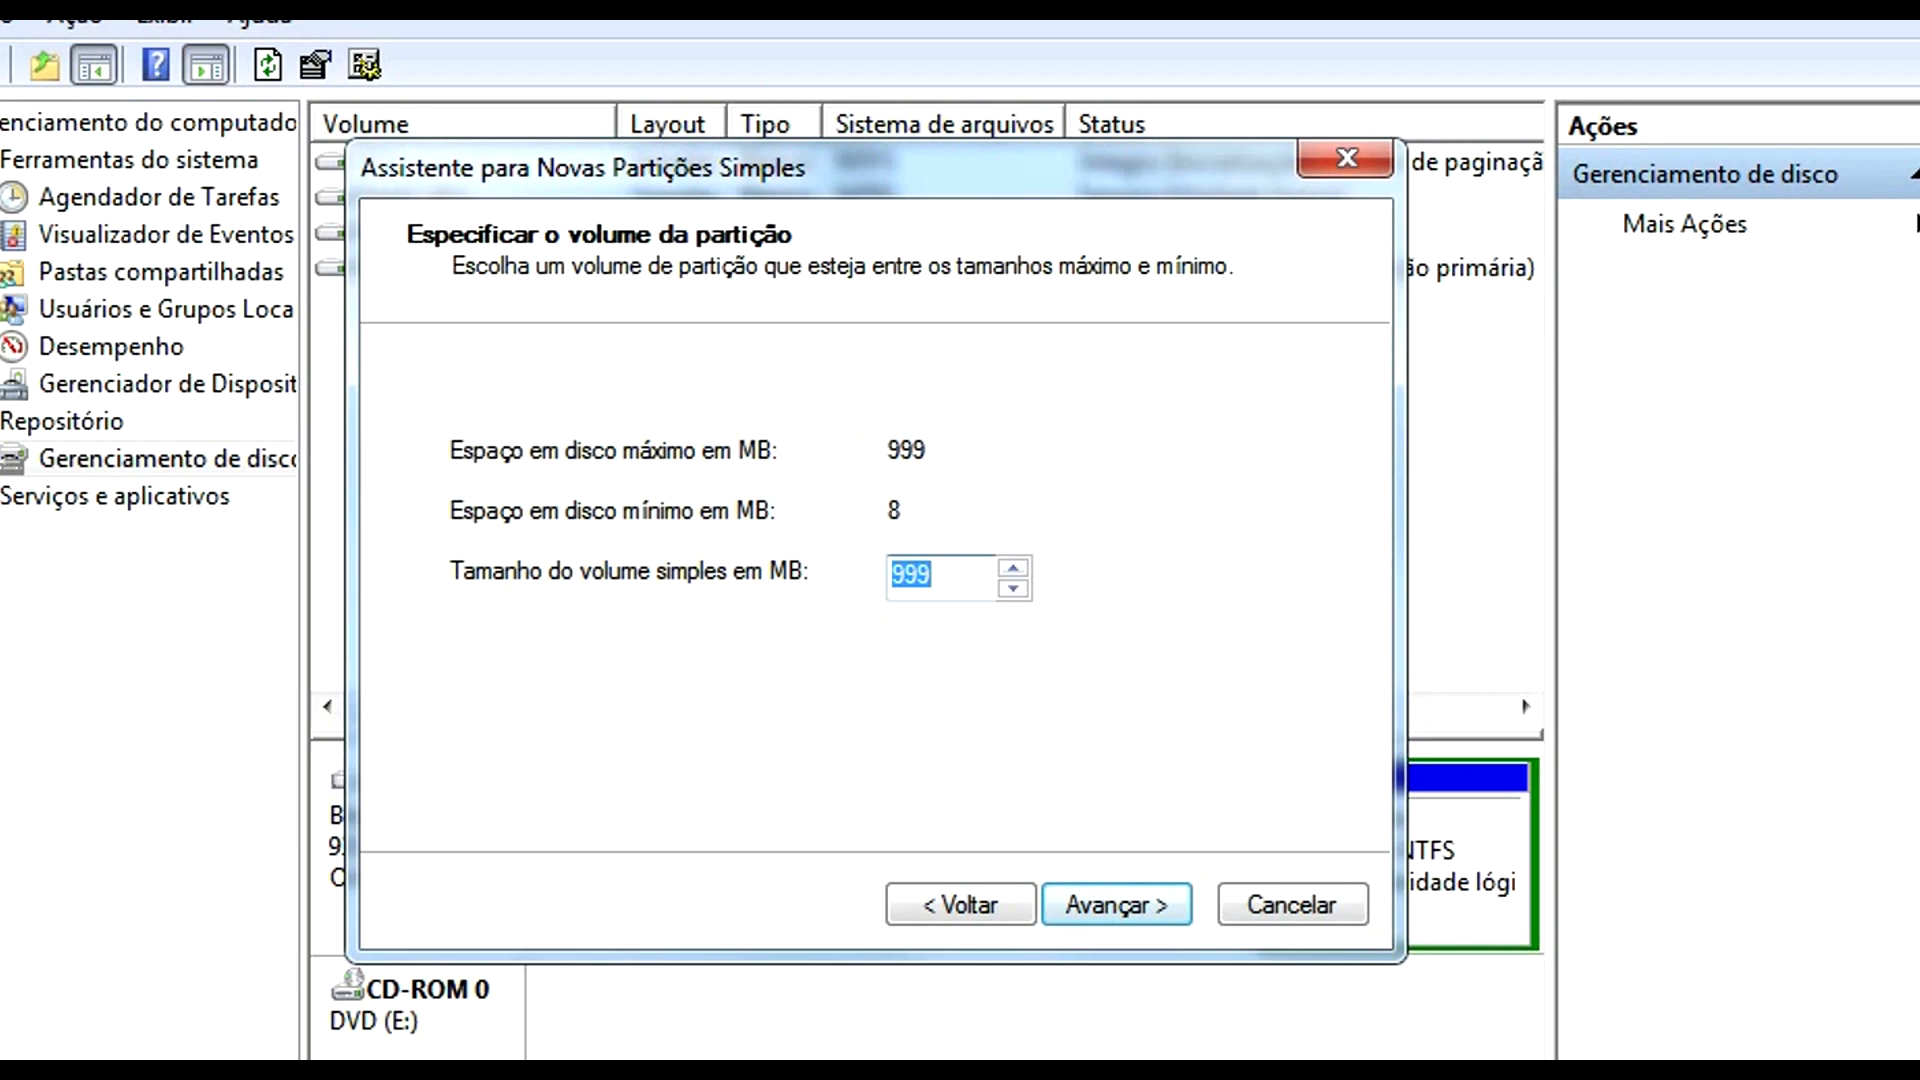 Ação Exibir Ajuda
enciamento do computado
Ferramentas do sistema
Agendador de Tarefas
Visualizador de Eventos
Pastas compartilhadas
Usuários e Grupos Loca
Desempenho
Gerenciador de Disposit
Repositório
Gerenciamento de disco
Serviços e aplicativos
Volume Layout Tipo Sistema de arquivos Status
de paginaçã
ão primária)
Assistente para Novas Partições Simples
Especificar o volume da partição
Escolha um volume de partição que esteja entre os tamanhos máximo e mínimo.
Espaço em disco máximo em MB: 999
Espaço em disco mínimo em MB: 8
Tamanho do volume simples em MB: 999
< Voltar Avançar > Cancelar
B
93
O
NTFS
idade lógi
CD-ROM 0
DVD (E:)
Ações
Gerenciamento de disco
Mais Ações